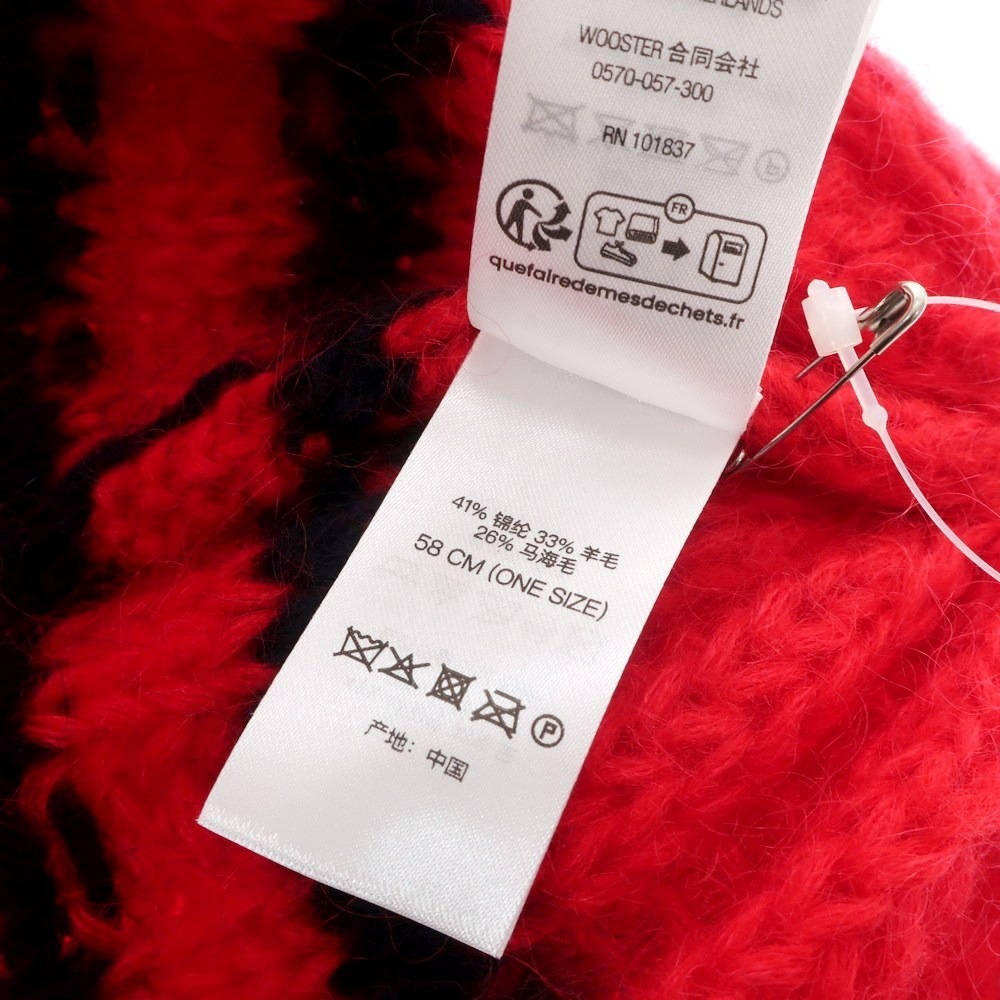 WOOSTER 合同会社
0570-057-300
RN 101837
FR
quefairedemesdechets.fr
41% 锦纶 33% 羊毛
26% 马海毛
58 CM (ONE SIZE)
P
产地: 中国